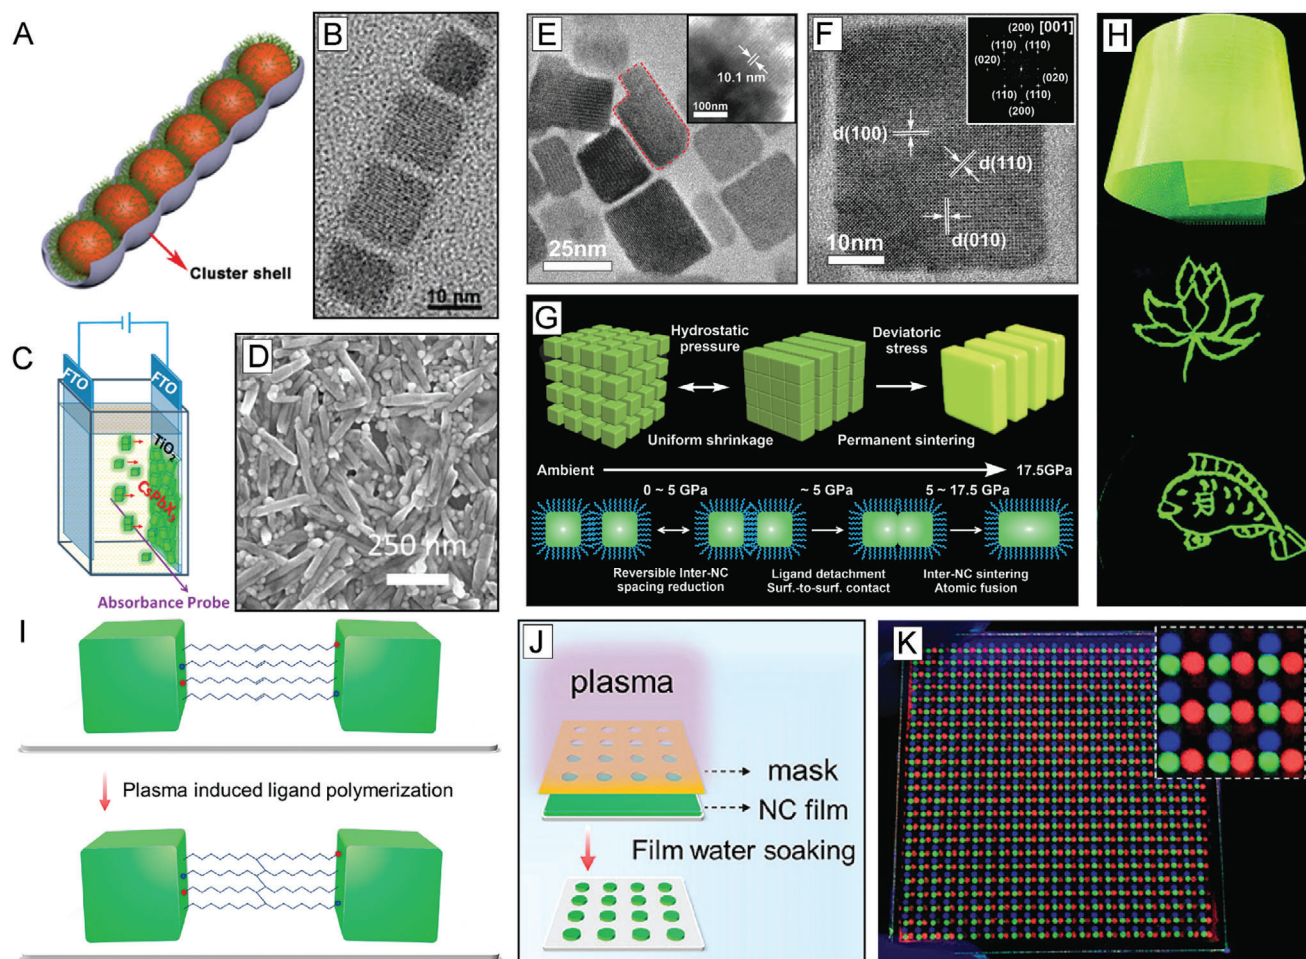 A
Cluster shell
B
10 nm
C
FTO
FTO
TiO2
CsPbX3
Absorbance Probe
D
250 nm
E
10.1 nm
100nm
25nm
F
[001]
(200)
(110)
(110)
(020)
(020)
(110)
(110)
(200)
d(100)
d(110)
d(010)
10nm
G
Hydrostatic
pressure
Deviatoric
stress
Uniform shrinkage
Permanent sintering
Ambient
17.5GPa
0 ~ 5 GPa
~ 5 GPa
5 ~ 17.5 GPa
Reversible Inter-NC
spacing reduction
Ligand detachment
Surf.-to-surf. contact
Inter-NC sintering
Atomic fusion
H
I
Plasma induced ligand polymerization
J
plasma
mask
NC film
Film water soaking
K